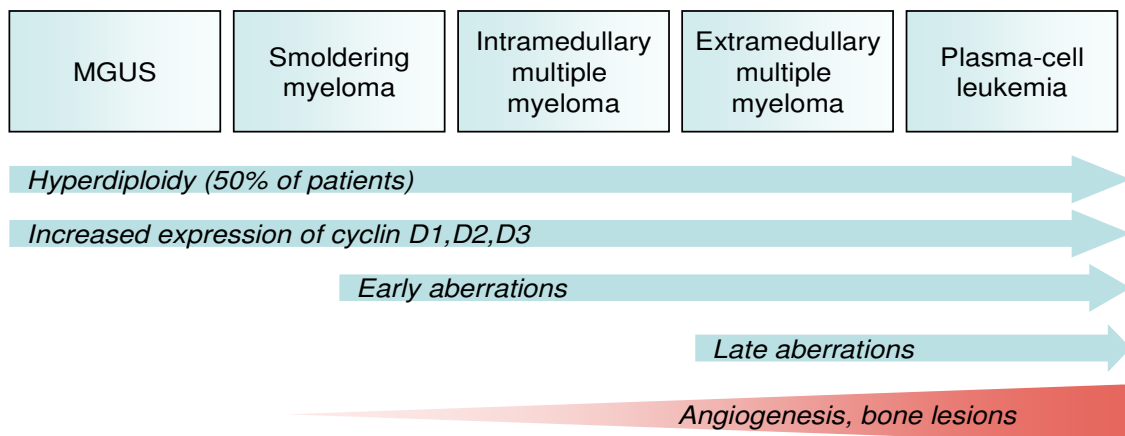 MGUS
Smoldering
myeloma
Intramedullary
multiple
myeloma
Extramedullary
multiple
myeloma
Plasma-cell
leukemia
Hyperdiploidy (50% of patients)
Increased expression of cyclin D1,D2,D3
Early aberrations
Late aberrations
Angiogenesis, bone lesions